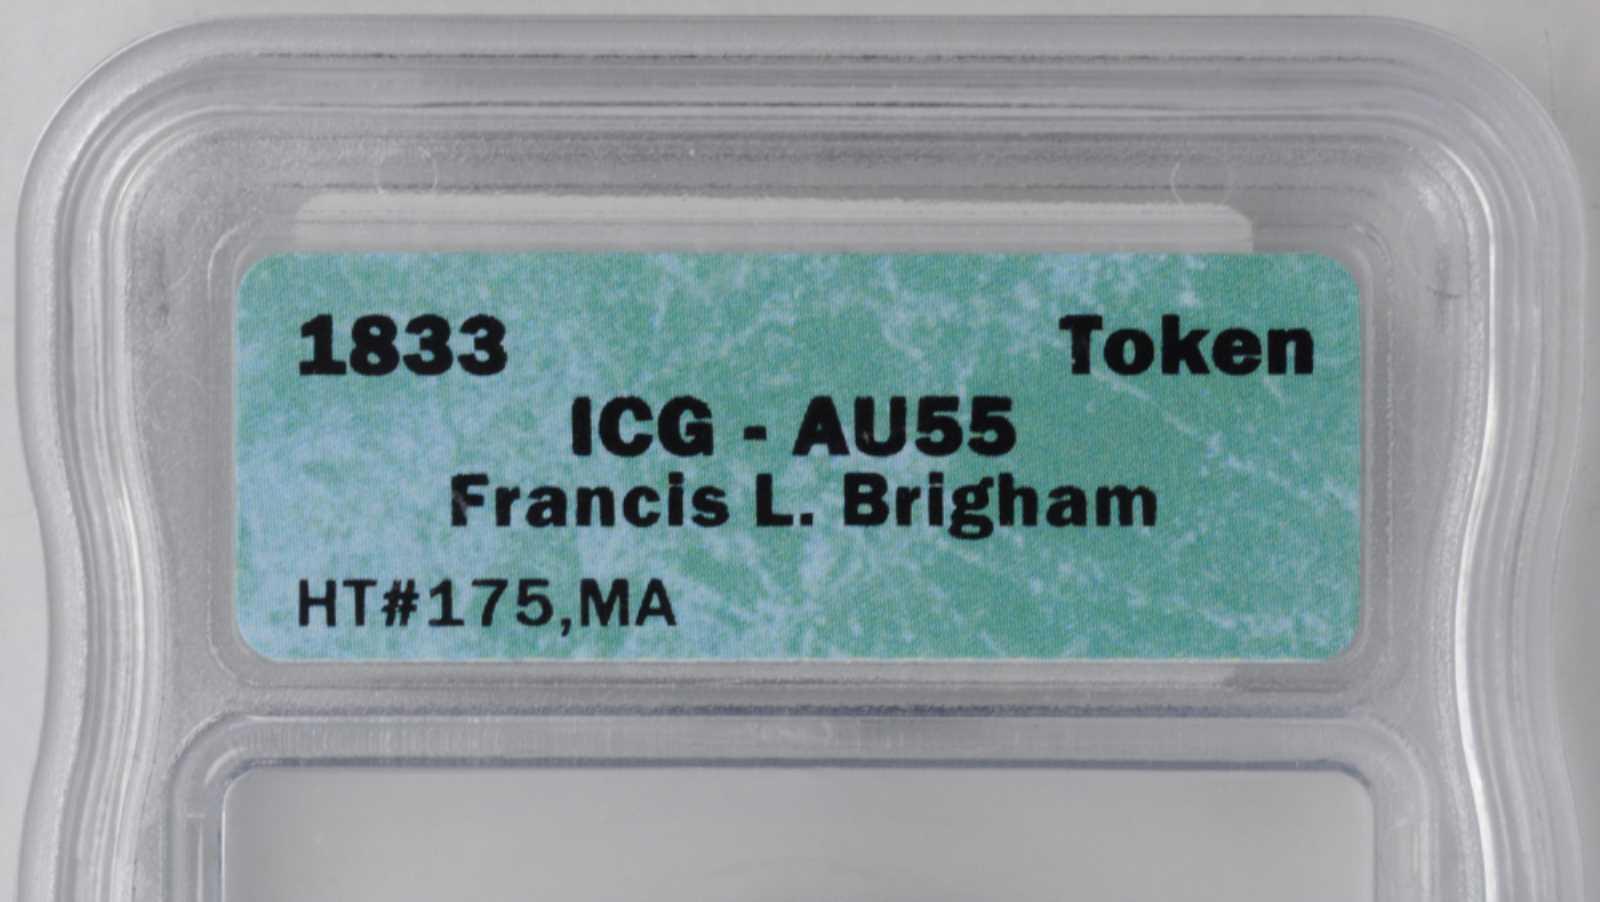 1833 Token
ICG - AU55
Francis L. Brigham
HT#175,MA